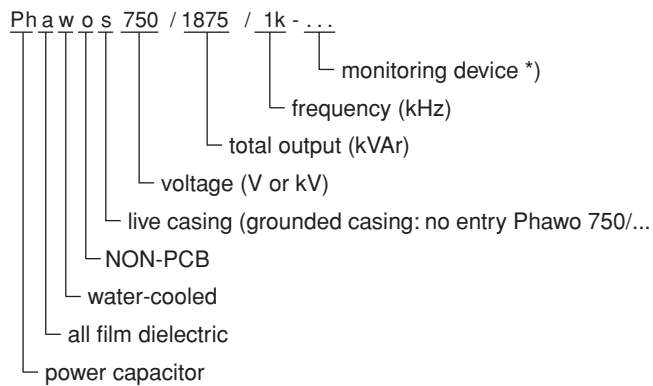 Phawos 750 / 1875 / 1k - ...
monitoring device *)
frequency (kHz)
total output (kVAr)
voltage (V or kV)
live casing (grounded casing: no entry Phawo 750/...
NON-PCB
water-cooled
all film dielectric
power capacitor